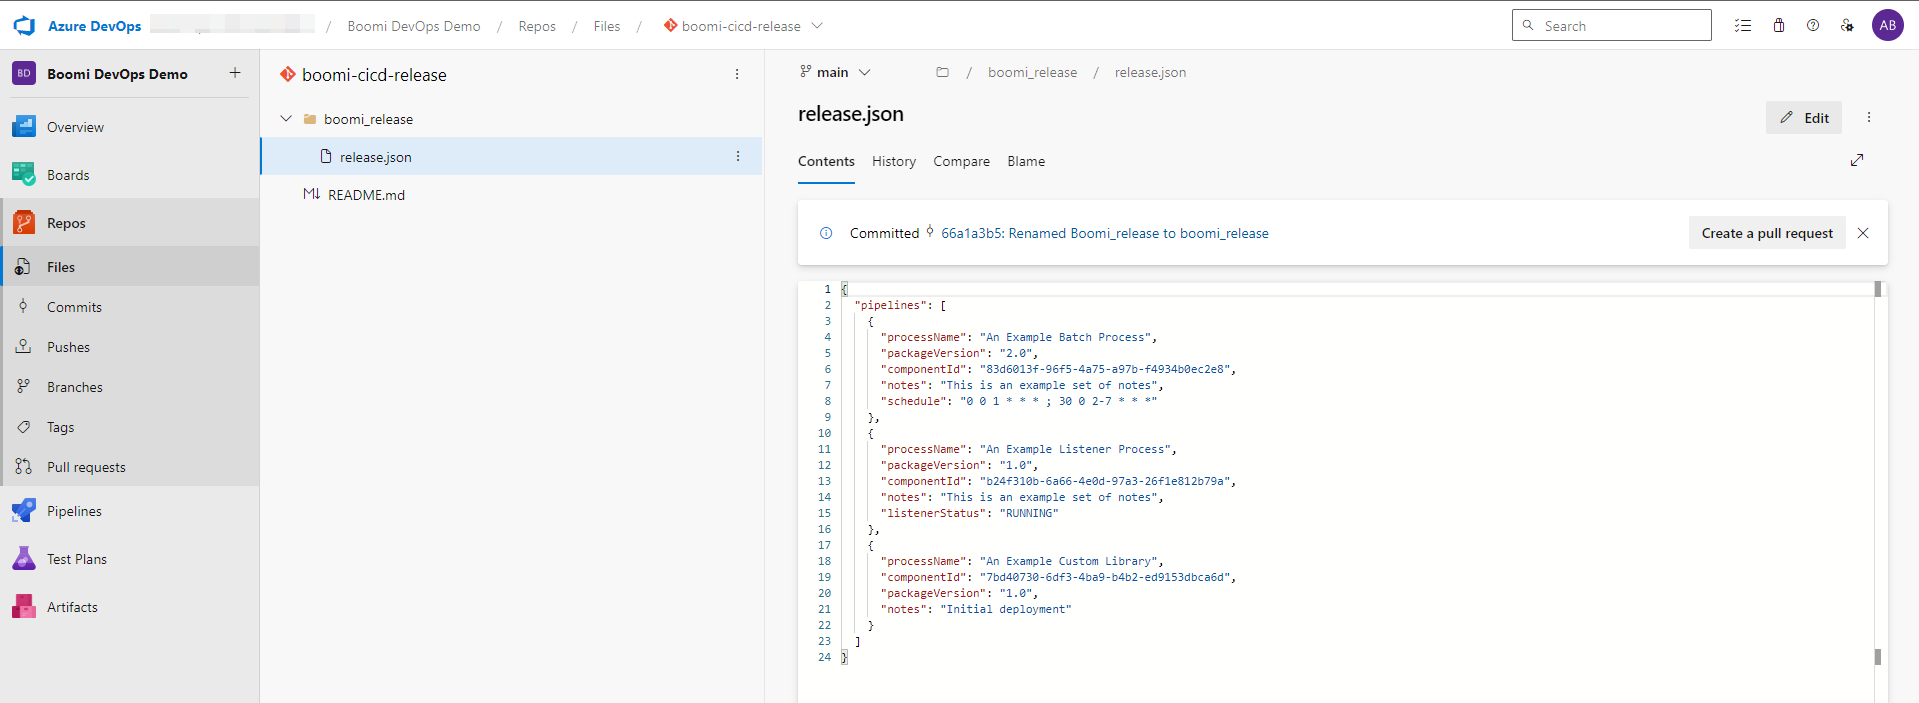 Azure DevOps / Boomi DevOps Demo / Repos / Files / boomi-cicd-release Search AB
BD Boomi DevOps Demo +
Overview
Boards
Repos
Files
Commits
Pushes
Branches
Tags
Pull requests
Pipelines
Test Plans
Artifacts
boomi-cicd-release
boomi_release
release.json
M↓ README.md
main / boomi_release / release.json
release.json
Edit
Contents History Compare Blame
Committed 66a1a3b5: Renamed Boomi_release to boomi_release
Create a pull request
1 {
2 "pipelines": [
3 {
4 "processName": "An Example Batch Process",
5 "packageVersion": "2.0",
6 "componentId": "83d6013f-96f5-4a75-a97b-f4934b0ec2e8",
7 "notes": "This is an example set of notes",
8 "schedule": "0 0 1 * * * ; 30 0 2-7 * * *"
9 },
10 {
11 "processName": "An Example Listener Process",
12 "packageVersion": "1.0",
13 "componentId": "b24f310b-6a66-4e0d-97a3-26f1e812b79a",
14 "notes": "This is an example set of notes",
15 "listenerStatus": "RUNNING"
16 },
17 {
18 "processName": "An Example Custom Library",
19 "componentId": "7bd40730-6df3-4ba9-b4b2-ed9153dbca6d",
20 "packageVersion": "1.0",
21 "notes": "Initial deployment"
22 }
23 ]
24 }